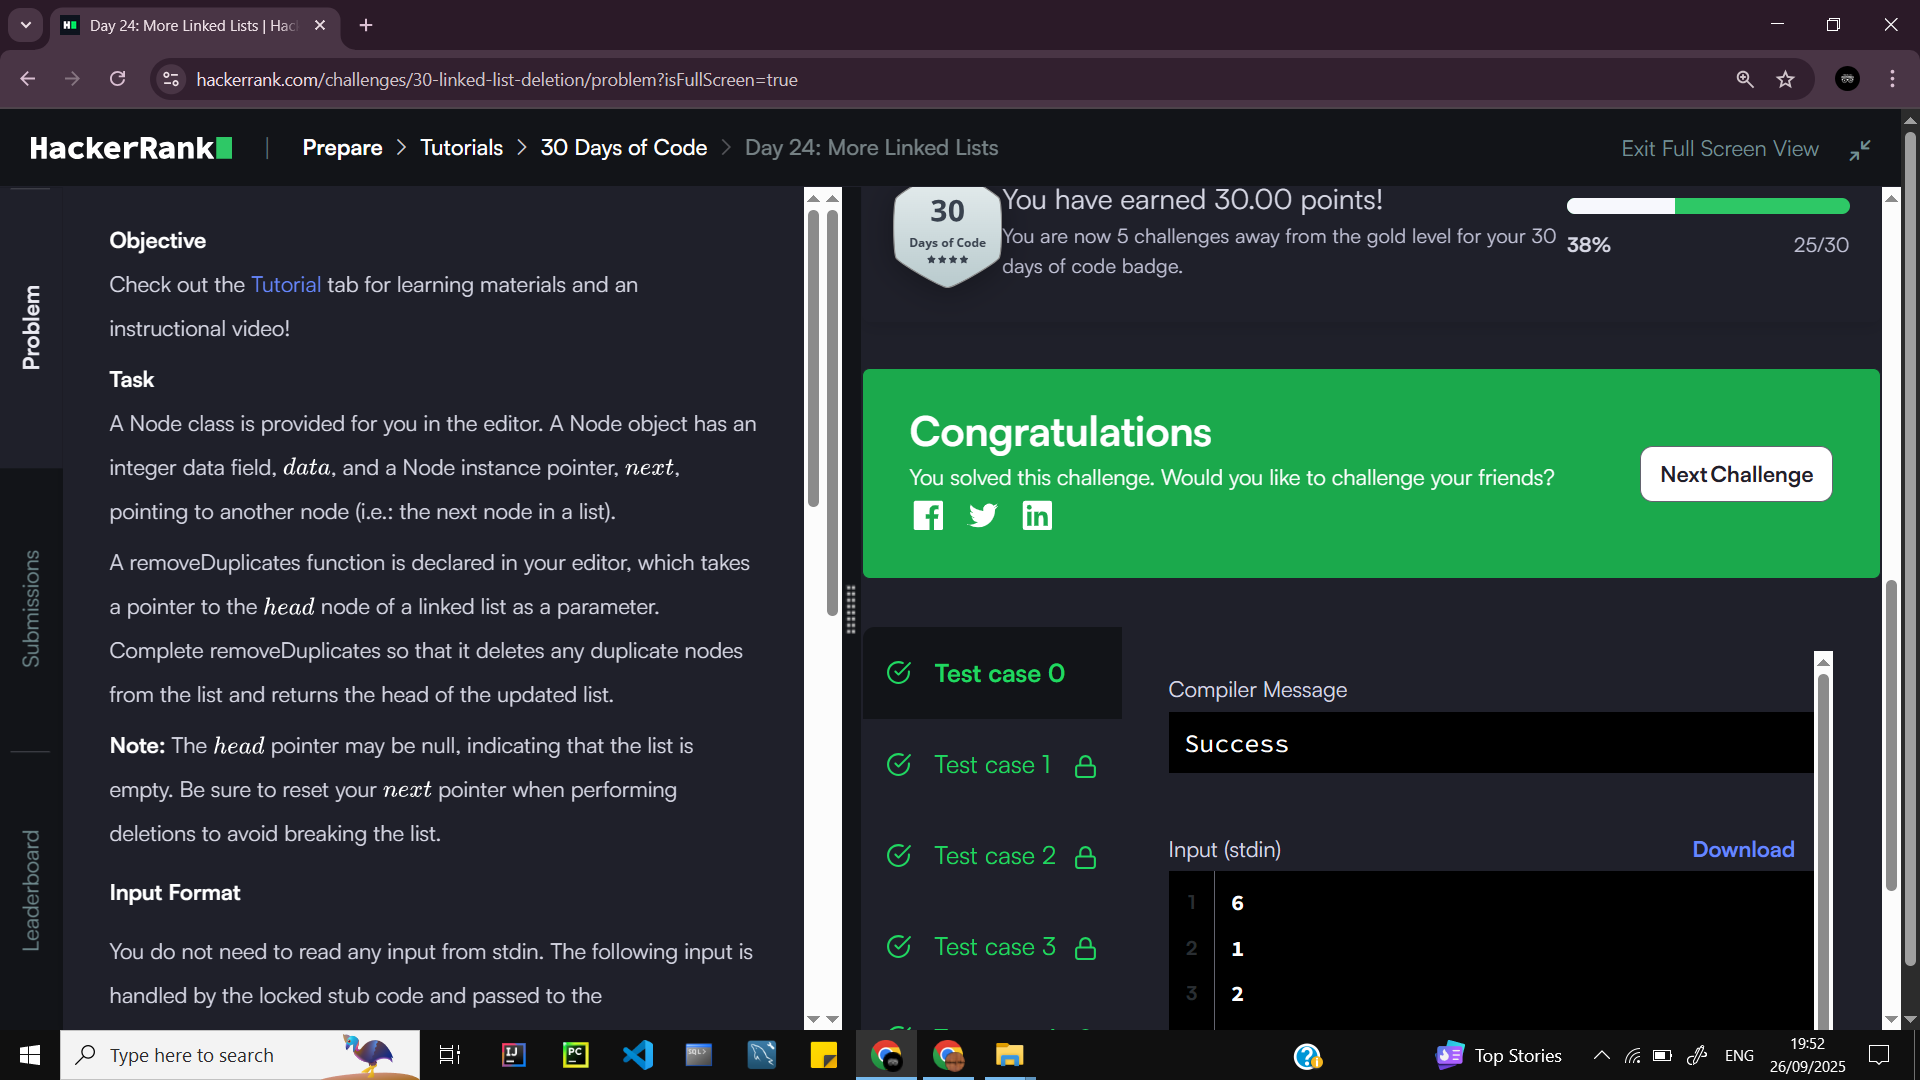 Day 24: More Linked Lists | Hac
hackerrank.com/challenges/30-linked-list-deletion/problem?isFullScreen=true
HackerRank | Prepare > Tutorials > 30 Days of Code > Day 24: More Linked Lists
Exit Full Screen View
Problem
Submissions
Leaderboard
Objective
Check out the Tutorial tab for learning materials and an
instructional video!
Task
A Node class is provided for you in the editor. A Node object has an
integer data field, data, and a Node instance pointer, next,
pointing to another node (i.e.: the next node in a list).
A removeDuplicates function is declared in your editor, which takes
a pointer to the head node of a linked list as a parameter.
Complete removeDuplicates so that it deletes any duplicate nodes
from the list and returns the head of the updated list.
Note: The head pointer may be null, indicating that the list is
empty. Be sure to reset your next pointer when performing
deletions to avoid breaking the list.
Input Format
You do not need to read any input from stdin. The following input is
handled by the locked stub code and passed to the
30
Days of Code
You have earned 30.00 points!
You are now 5 challenges away from the gold level for your 30
days of code badge.
38%
25/30
Congratulations
You solved this challenge. Would you like to challenge your friends?
Next Challenge
Test case 0
Test case 1
Test case 2
Test case 3
Compiler Message
Success
Input (stdin)
Download
1 6
2 1
3 2
Type here to search
Top Stories
ENG
19:52
26/09/2025